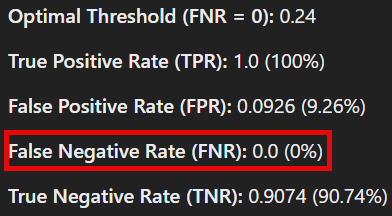 Optimal Threshold (FNR = 0): 0.24
True Positive Rate (TPR): 1.0 (100%)
False Positive Rate (FPR): 0.0926 (9.26%)
False Negative Rate (FNR): 0.0 (0%)
True Negative Rate (TNR): 0.9074 (90.74%)